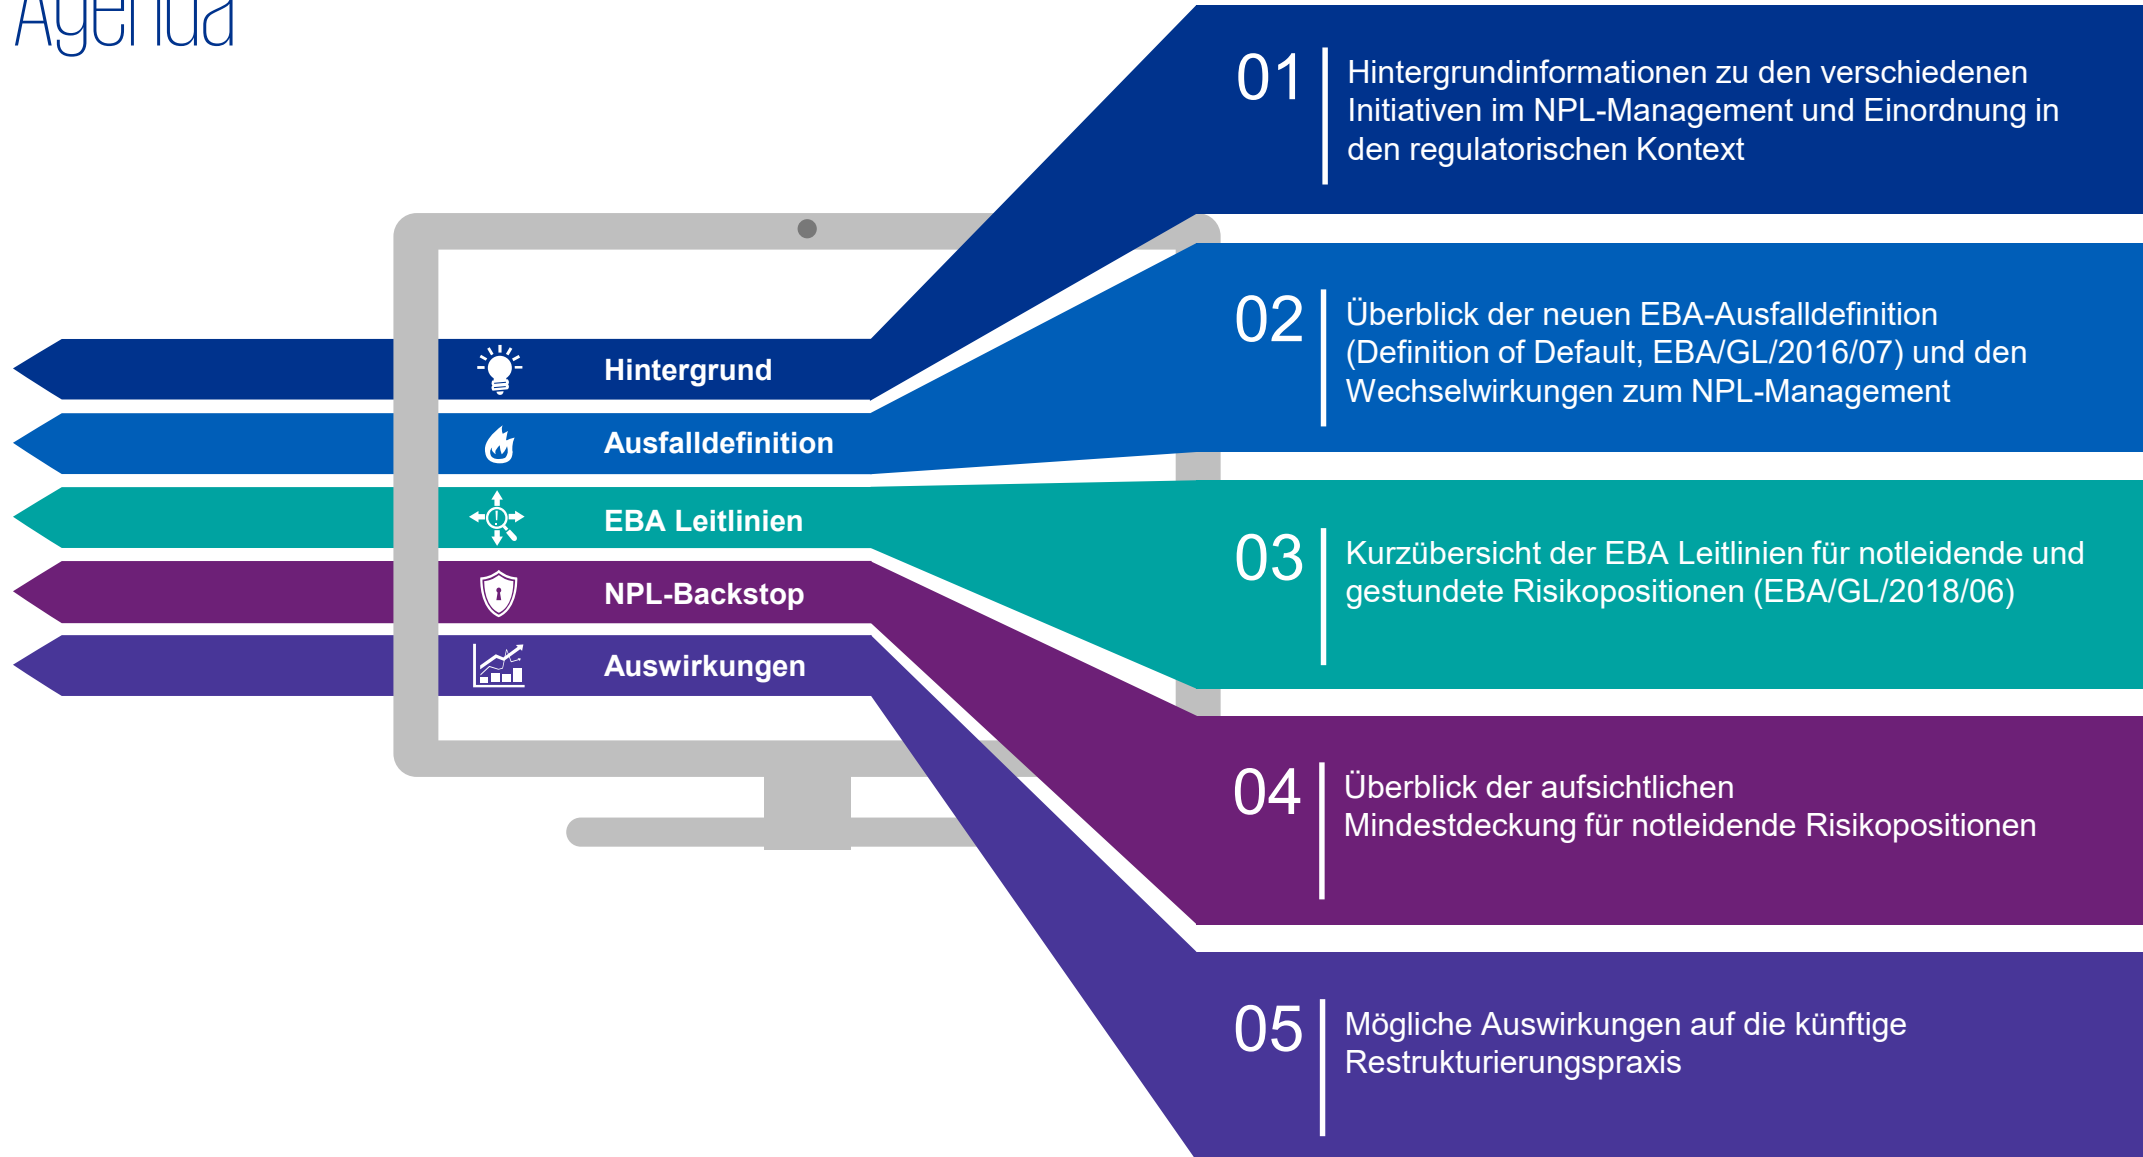 Agenda
Hintergrund
Ausfalldefinition
EBA Leitlinien
NPL-Backstop
Auswirkungen
01
Hintergrundinformationen zu den verschiedenen
Initiativen im NPL-Management und Einordnung in
den regulatorischen Kontext
02
Überblick der neuen EBA-Ausfalldefinition
(Definition of Default, EBA/GL/2016/07) und den
Wechselwirkungen zum NPL-Management
03
Kurzübersicht der EBA Leitlinien für notleidende und
gestundete Risikopositionen (EBA/GL/2018/06)
04
Überblick der aufsichtlichen
Mindestdeckung für notleidende Risikopositionen
05
Mögliche Auswirkungen auf die künftige
Restrukturierungspraxis